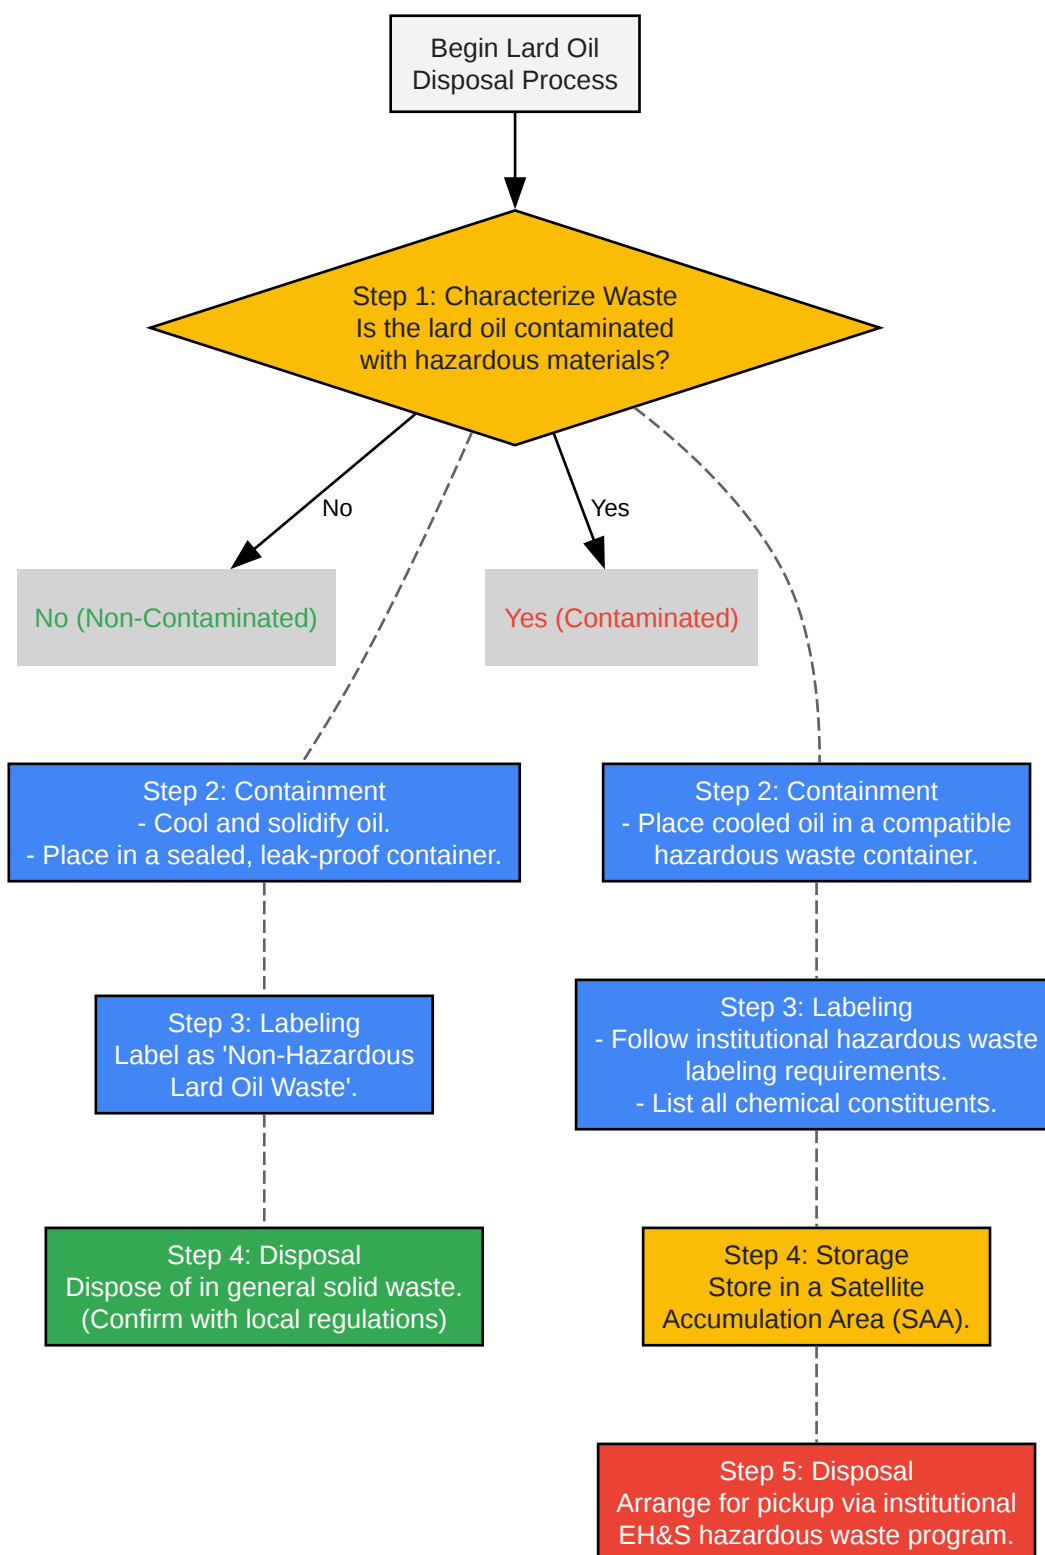 Begin Lard Oil
Disposal Process
Step 1: Characterize Waste
Is the lard oil contaminated
with hazardous materials?
No
Yes
No (Non-Contaminated)
Yes (Contaminated)
Step 2: Containment
- Cool and solidify oil.
- Place in a sealed, leak-proof container.
Step 2: Containment
- Place cooled oil in a compatible
hazardous waste container.
Step 3: Labeling
Label as 'Non-Hazardous
Lard Oil Waste'.
Step 3: Labeling
- Follow institutional hazardous waste
labeling requirements.
- List all chemical constituents.
Step 4: Disposal
Dispose of in general solid waste.
(Confirm with local regulations)
Step 4: Storage
Store in a Satellite
Accumulation Area (SAA).
Step 5: Disposal
Arrange for pickup via institutional
EH&S hazardous waste program.